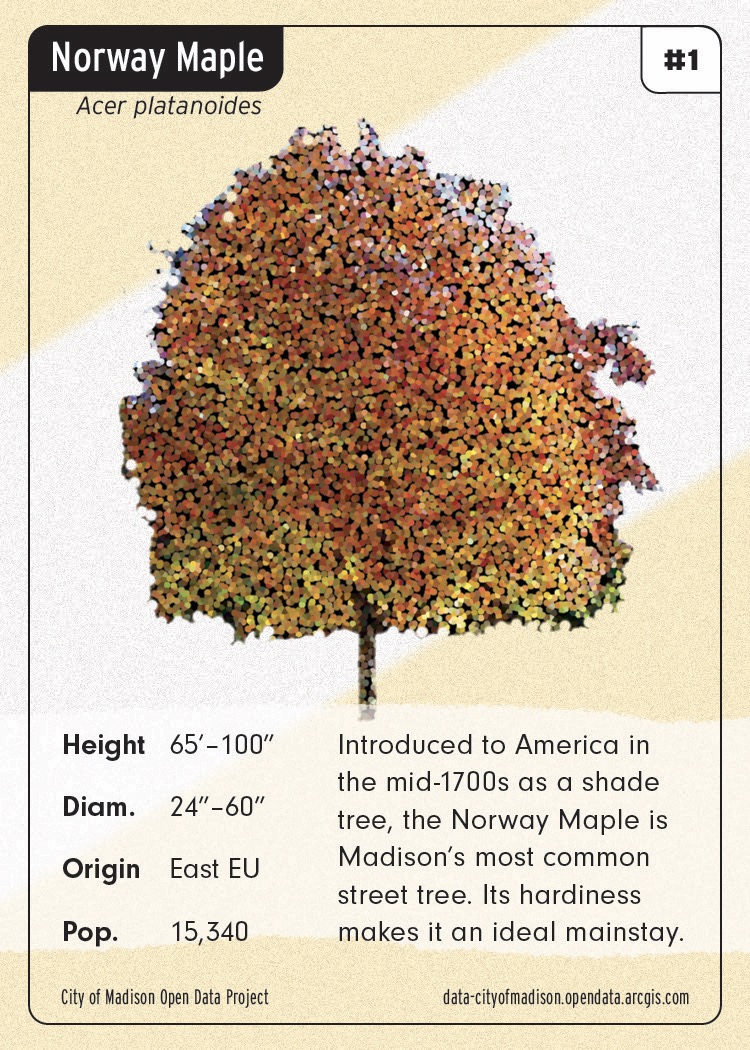 Norway Maple
#1
Acer platanoides
Height 65′–100″
Diam. 24″–60″
Origin East EU
Pop. 15,340
Introduced to America in
the mid-1700s as a shade
tree, the Norway Maple is
Madison’s most common
street tree. Its hardiness
makes it an ideal mainstay.
City of Madison Open Data Project
data-cityofmadison.opendata.arcgis.com